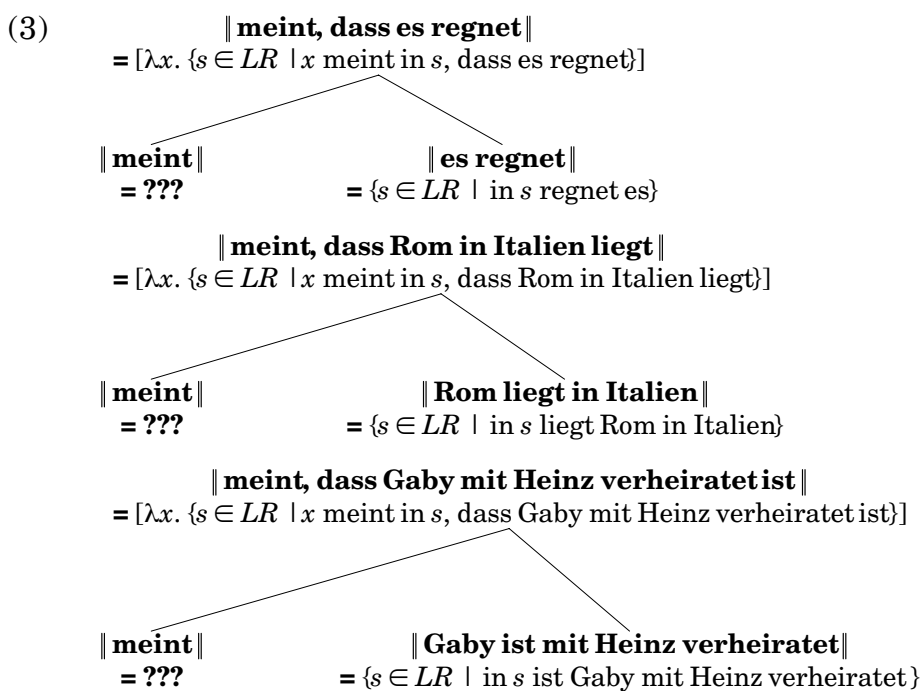 (3) ‖meint, dass es regnet‖
= [λx. {s ∈ LR | x meint in s, dass es regnet}]
‖meint‖ ‖es regnet‖
= ??? = {s ∈ LR | in s regnet es}
‖meint, dass Rom in Italien liegt‖
= [λx. {s ∈ LR | x meint in s, dass Rom in Italien liegt}]
‖meint‖ ‖Rom liegt in Italien‖
= ??? = {s ∈ LR | in s liegt Rom in Italien}
‖meint, dass Gaby mit Heinz verheiratet ist‖
= [λx. {s ∈ LR | x meint in s, dass Gaby mit Heinz verheiratet ist}]
‖meint‖ ‖Gaby ist mit Heinz verheiratet‖
= ??? = {s ∈ LR | in s ist Gaby mit Heinz verheiratet}